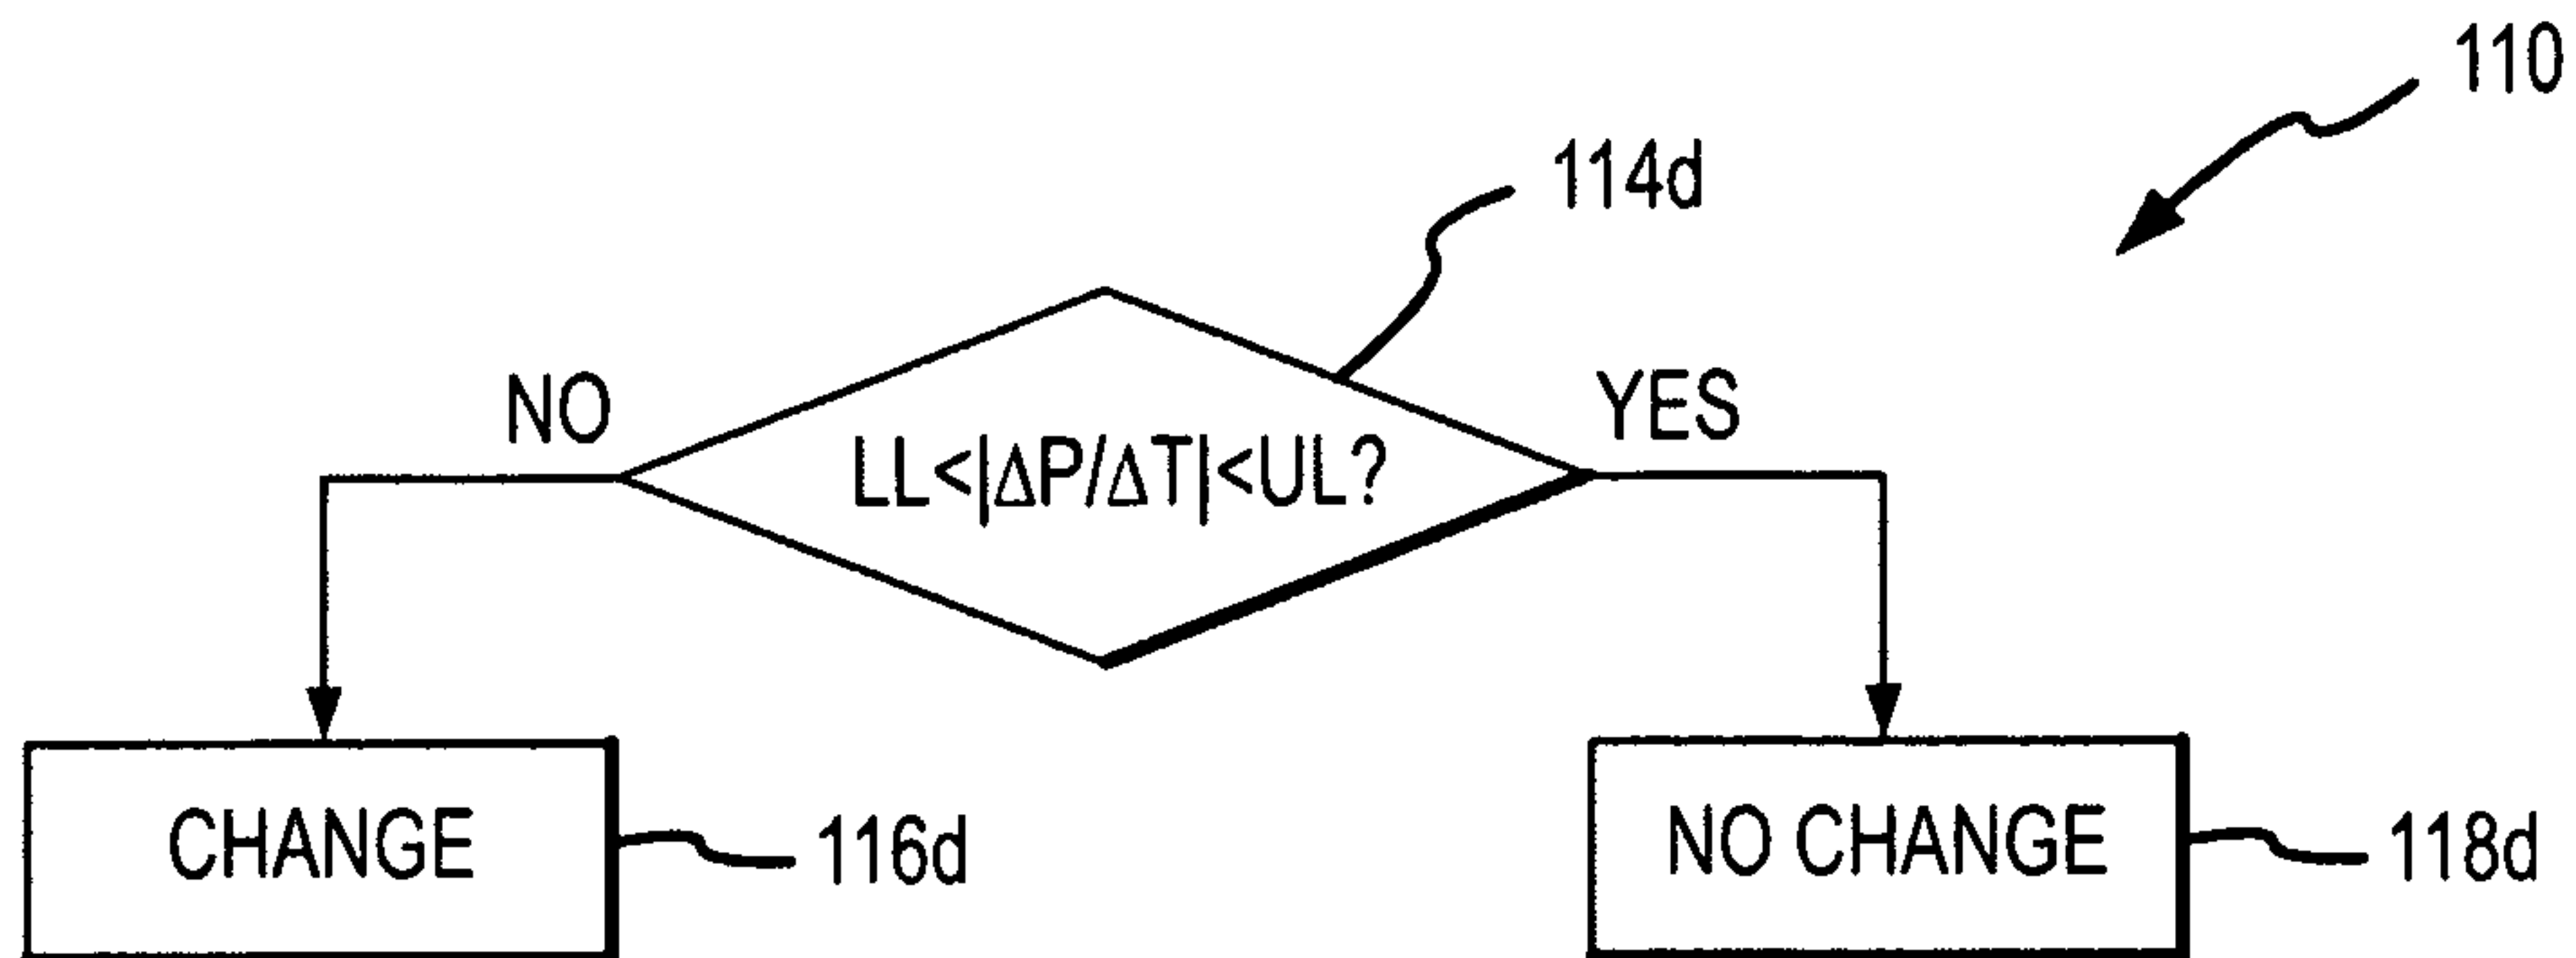 110
114d
NO
YES
LL<|ΔP/ΔT|<UL?
CHANGE
116d
NO CHANGE
118d